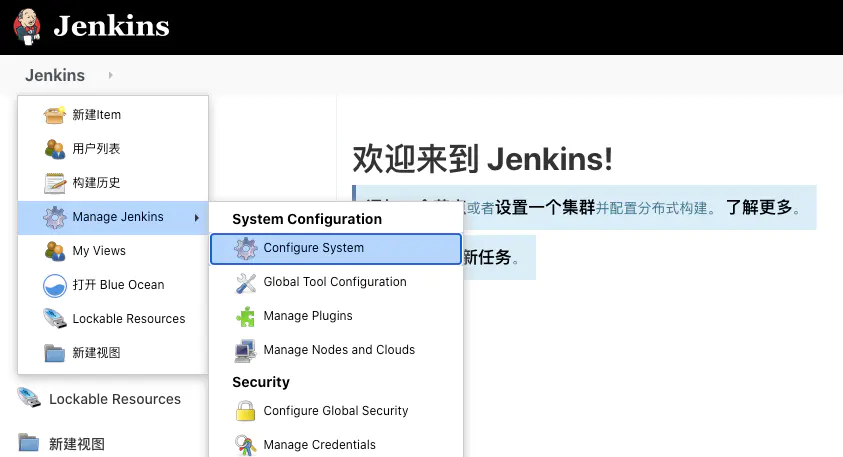 Jenkins
Jenkins
新建Item
用户列表
构建历史
Manage Jenkins
My Views
打开 Blue Ocean
Lockable Resources
新建视图
Lockable Resources
新建视图
System Configuration
Configure System
Global Tool Configuration
Manage Plugins
Manage Nodes and Clouds
Security
Configure Global Security
Manage Credentials
欢迎来到 Jenkins!
或者设置一个集群并配置分布式构建。 了解更多。
新任务。